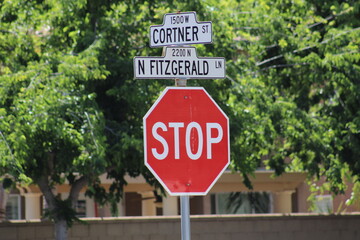 1500 W
CORTNER ST
2200 N
N FITZGERALD LN
STOP